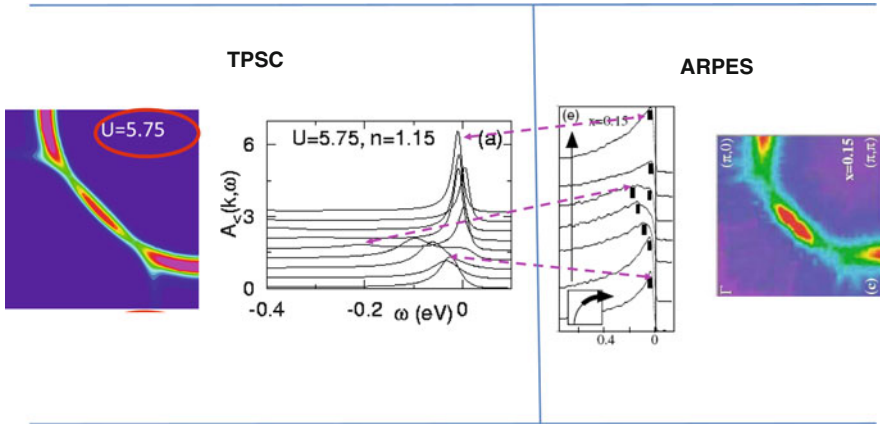 TPSC
ARPES
U=5.75
6
3
0
A<(k,ω)
U=5.75, n=1.15
(a)
-0.4
-0.2
0
ω (eV)
(e)
x=0.15
0.4
0
(π,0)
(π,π)
x=0.15
Γ
(c)